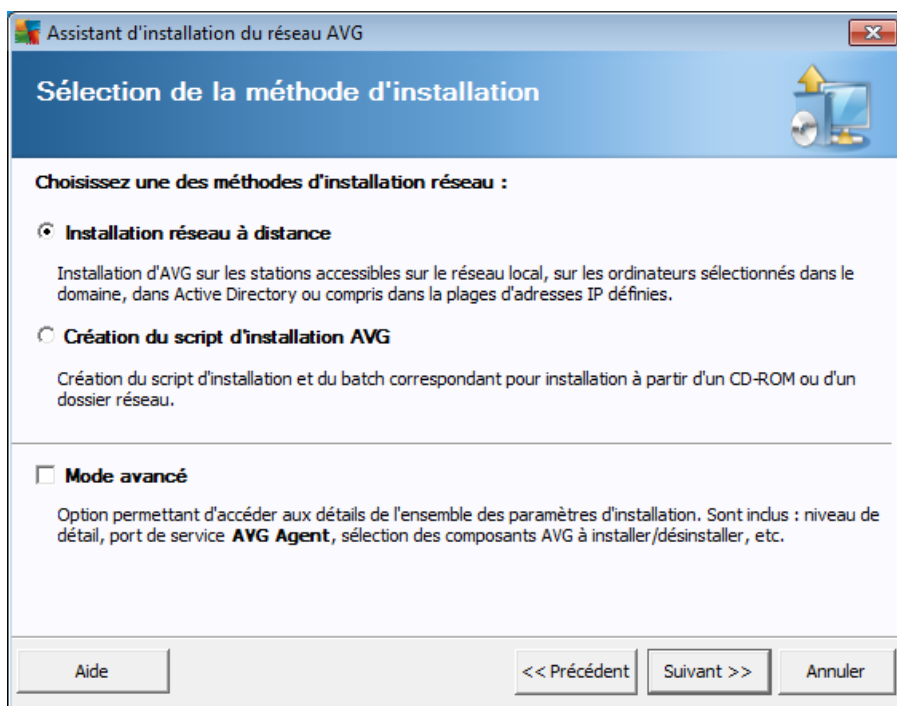 Assistant d'installation du réseau AVG
Sélection de la méthode d'installation
Choisissez une des méthodes d'installation réseau :
Installation réseau à distance
Installation d'AVG sur les stations accessibles sur le réseau local, sur les ordinateurs sélectionnés dans le
domaine, dans Active Directory ou compris dans la plages d'adresses IP définies.
Création du script d'installation AVG
Création du script d'installation et du batch correspondant pour installation à partir d'un CD-ROM ou d'un
dossier réseau.
Mode avancé
Option permettant d'accéder aux détails de l'ensemble des paramètres d'installation. Sont inclus : niveau de
détail, port de service AVG Agent, sélection des composants AVG à installer/désinstaller, etc.
Aide
<< Précédent
Suivant >>
Annuler